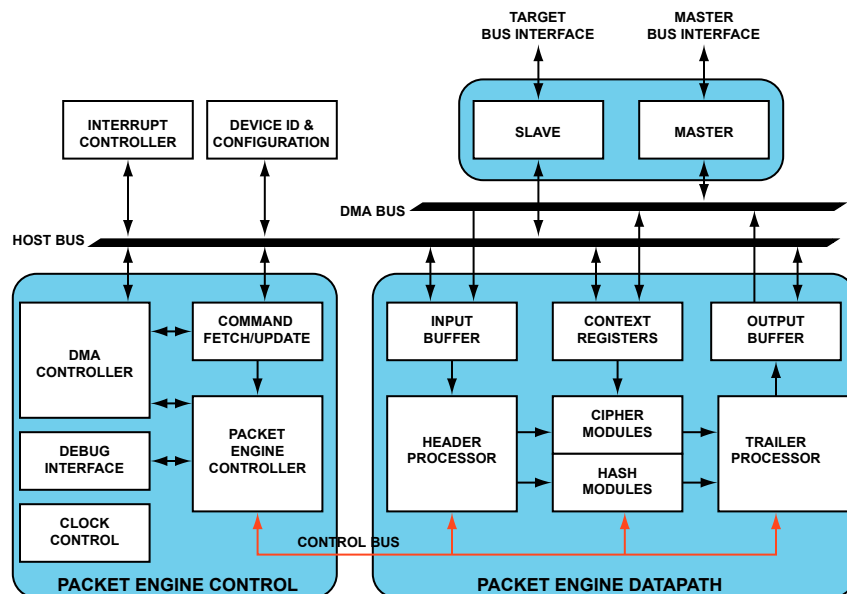 TARGET
BUS INTERFACE
MASTER
BUS INTERFACE
INTERRUPT
CONTROLLER
DEVICE ID &
CONFIGURATION
SLAVE
MASTER
DMA BUS
HOST BUS
DMA
CONTROLLER
COMMAND
FETCH/UPDATE
INPUT
BUFFER
CONTEXT
REGISTERS
OUTPUT
BUFFER
PACKET
ENGINE
CONTROLLER
DEBUG
INTERFACE
CLOCK
CONTROL
HEADER
PROCESSOR
CIPHER
MODULES
HASH
MODULES
TRAILER
PROCESSOR
CONTROL BUS
PACKET ENGINE CONTROL
PACKET ENGINE DATAPATH